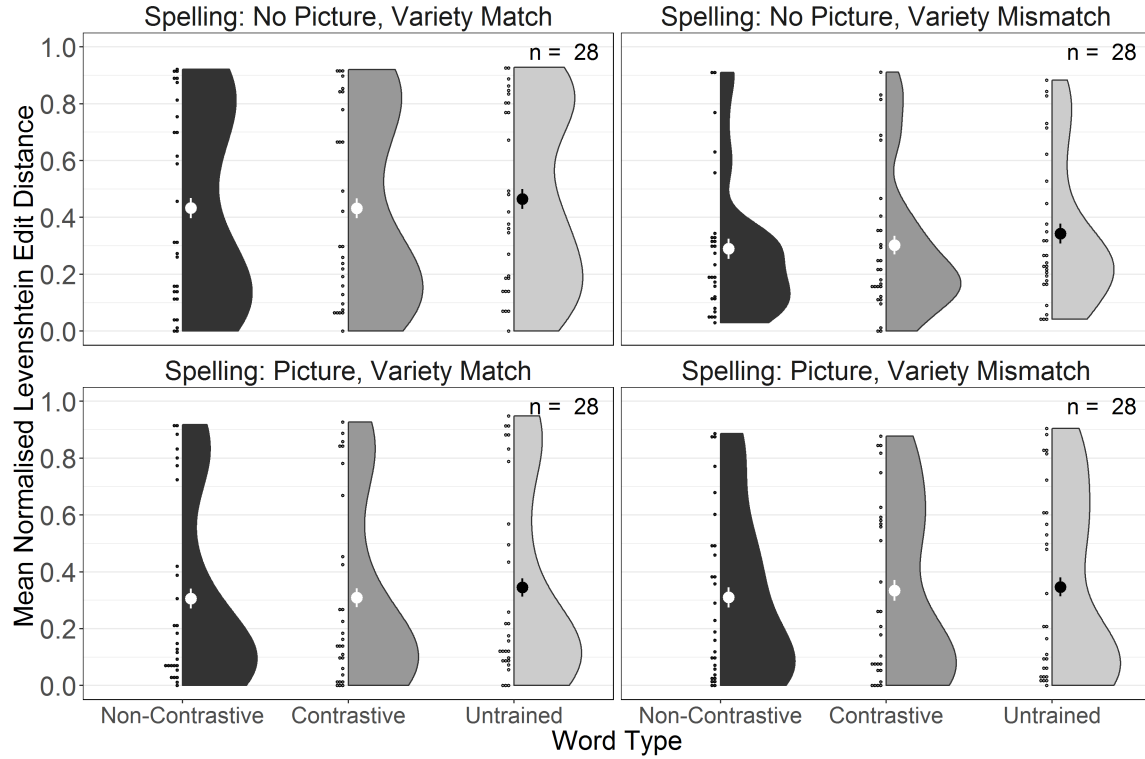 Spelling: No Picture, Variety Match
Spelling: No Picture, Variety Mismatch
n = 28
n = 28
1.0
0.8
0.6
0.4
0.2
0.0
Spelling: Picture, Variety Match
Spelling: Picture, Variety Mismatch
n = 28
n = 28
1.0
0.8
0.6
0.4
0.2
0.0
Mean Normalised Levenshtein Edit Distance
Non-Contrastive Contrastive Untrained
Non-Contrastive Contrastive Untrained
Word Type